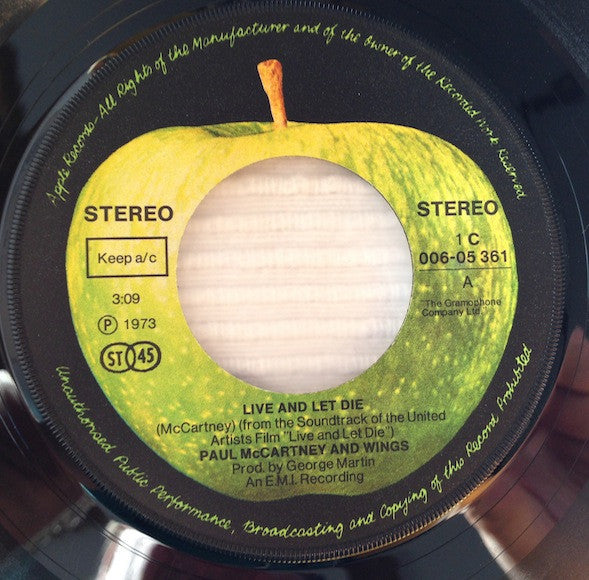 Apple Records-All Rights of the Manufacturer and of the Owner of the Recorded Work Reserved
STEREO
Keep a/c
3:09
℗ 1973
ST 45
STEREO
1 C
006-05 361
A
"The Gramophone
Company Ltd."
LIVE AND LET DIE
(McCartney) (from the Soundtrack of the United
Artists Film "Live and Let Die")
PAUL McCARTNEY AND WINGS
Prod. by George Martin
An E.M.I. Recording
Unauthorised Public Performance, Broadcasting and Copying of this Record Prohibited